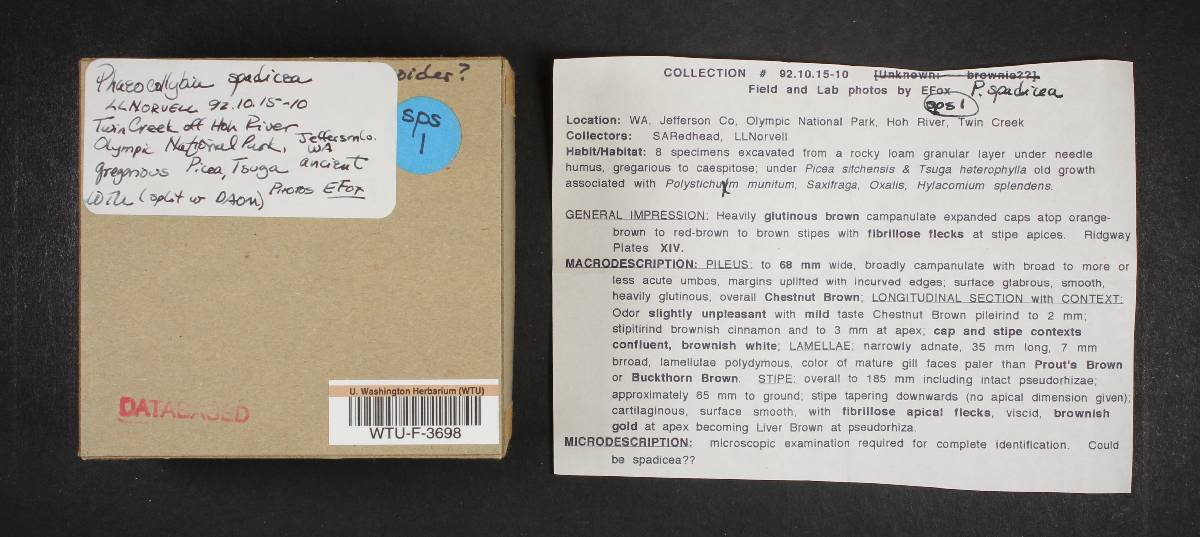 Phaeocollybia spadicea
LLNORVELL 92.10.15-10
Twin Creek off Hoh River
Olympic National Park, Jefferson Co. WA
gregarious Picea, Tsuga ancient
WTU (split w DAOM) PHOTOS EFOX
oides?
sps
1
DATABASED
U. Washington Herbarium (WTU)
WTU-F-3698
COLLECTION # 92.10.15-10 [Unknown: brownie??].
Field and Lab photos by EFox P. spadicea
sps 1
Location: WA, Jefferson Co, Olympic National Park, Hoh River, Twin Creek
Collectors: SARedhead, LLNorvell
Habit/Habitat: 8 specimens excavated from a rocky loam granular layer under needle
humus, gregarious to caespitose; under Picea sitchensis & Tsuga heterophylla old growth
associated with Polystichum munitum, Saxifraga, Oxalis, Hylacomium splendens.
GENERAL IMPRESSION: Heavily glutinous brown campanulate expanded caps atop orange-
brown to red-brown to brown stipes with fibrillose flecks at stipe apices. Ridgway
Plates XIV.
MACRODESCRIPTION: PILEUS: to 68 mm wide, broadly campanulate with broad to more or
less acute umbos, margins uplifted with incurved edges; surface glabrous, smooth,
heavily glutinous, overall Chestnut Brown; LONGITUDINAL SECTION with CONTEXT:
Odor slightly unpleasant with mild taste Chestnut Brown pileirind to 2 mm;
stipitirind brownish cinnamon and to 3 mm at apex; cap and stipe contexts
confluent, brownish white; LAMELLAE: narrowly adnate, 35 mm long, 7 mm
brroad, lamellulae polydymous, color of mature gill faces paler than Prout's Brown
or Buckthorn Brown. STIPE: overall to 185 mm including intact pseudorhizae;
approximately 65 mm to ground; stipe tapering downwards (no apical dimension given);
cartilaginous, surface smooth, with fibrillose apical flecks, viscid, brownish
gold at apex becoming Liver Brown at pseudorhiza.
MICRODESCRIPTION: microscopic examination required for complete identification. Could
be spadicea??